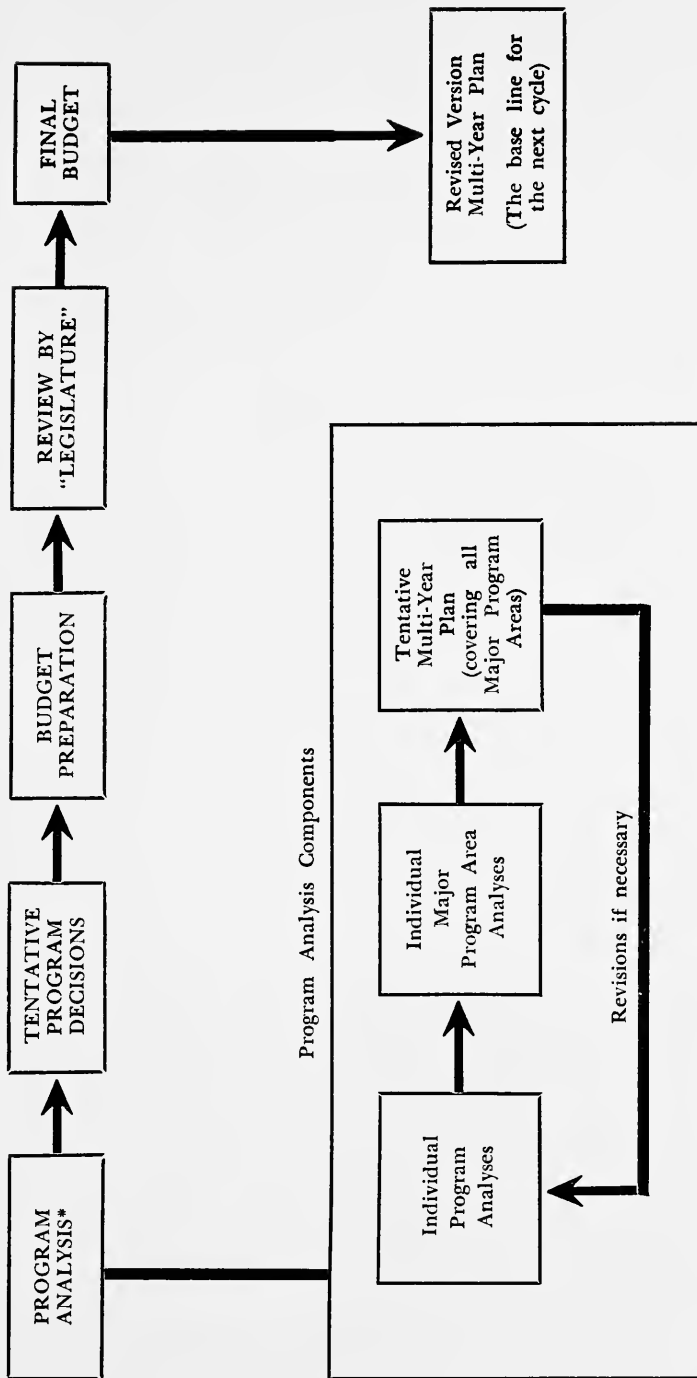 PROGRAM
ANALYSIS*
TENTATIVE
PROGRAM
DECISIONS
BUDGET
PREPARATION
REVIEW BY
“LEGISLATURE”
FINAL
BUDGET
Program Analysis Components
Individual
Program
Analyses
Individual
Major
Program Area
Analyses
Tentative
Multi-Year
Plan
(covering all
Major Program
Areas)
Revisions if necessary
Revised Version
Multi-Year Plan
(The base line for
the next cycle)